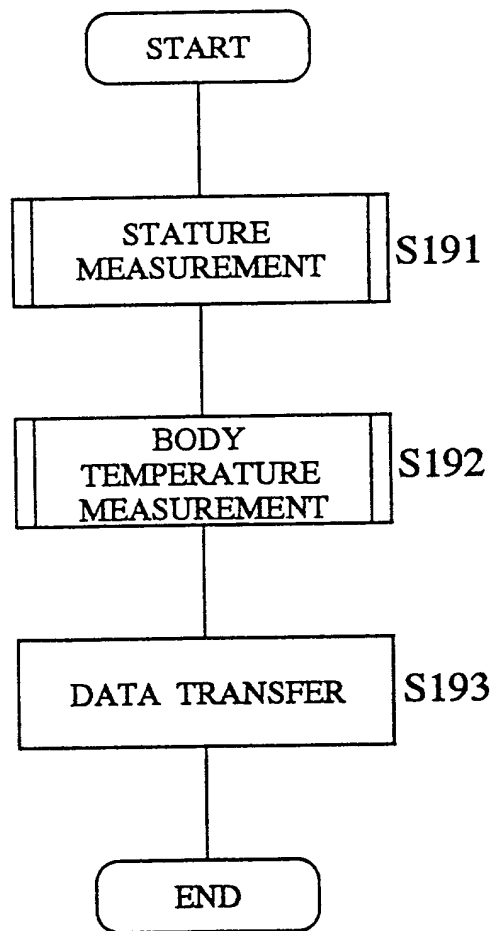 START
STATURE
MEASUREMENT
S191
BODY
TEMPERATURE
MEASUREMENT
S192
DATA TRANSFER
S193
END